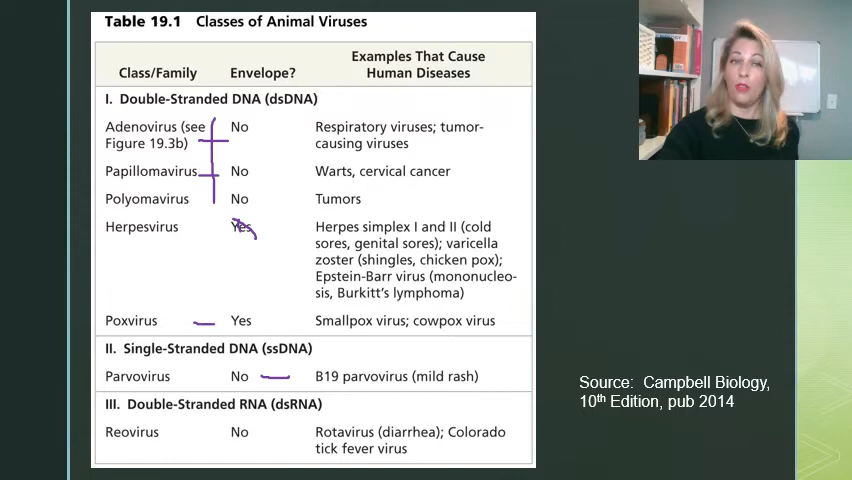 Table 19.1 Classes of Animal Viruses
Class/Family Envelope? Examples That Cause Human Diseases
I. Double-Stranded DNA (dsDNA)
Adenovirus (see No Respiratory viruses; tumor-
Figure 19.3b) causing viruses
Papillomavirus No Warts, cervical cancer
Polyomavirus No Tumors
Herpesvirus Yes Herpes simplex I and II (cold
sores, genital sores); varicella
zoster (shingles, chicken pox);
Epstein-Barr virus (mononucleo-
sis, Burkitt's lymphoma)
Poxvirus Yes Smallpox virus; cowpox virus
II. Single-Stranded DNA (ssDNA)
Parvovirus No B19 parvovirus (mild rash)
III. Double-Stranded RNA (dsRNA)
Reovirus No Rotavirus (diarrhea); Colorado
tick fever virus
Source: Campbell Biology,
10th Edition, pub 2014